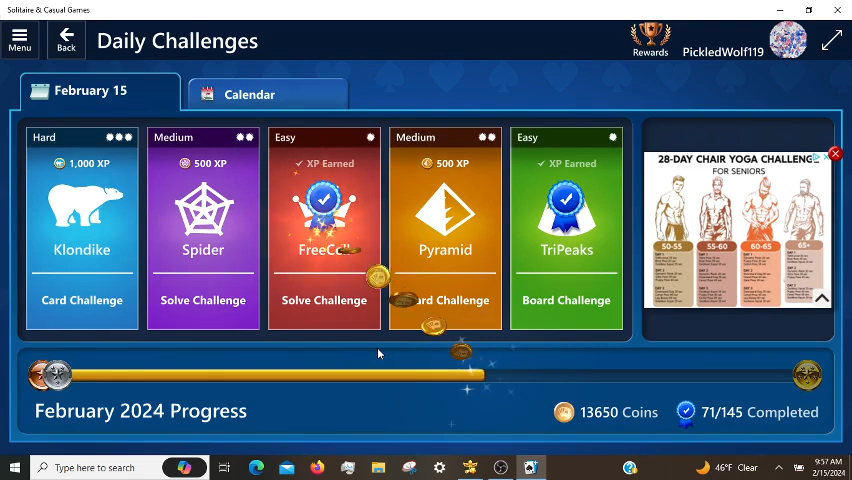 Solitaire & Casual Games
Menu
Back
Daily Challenges
Rewards
PickledWolf119
February 15
Calendar
Hard
1,000 XP
Klondike
Card Challenge
Medium
500 XP
Spider
Solve Challenge
Easy
XP Earned
Solve Challenge
Medium
500 XP
Pyramid
Challenge
Easy
XP Earned
TriPeaks
Board Challenge
28-DAY CHAIR YOGA CHALLENGE
FOR SENIORS
50-55
55-60
60-65
65+
February 2024 Progress
13650 Coins
71/145 Completed
Type here to search
46°F Clear
9:57 AM
2/15/2024